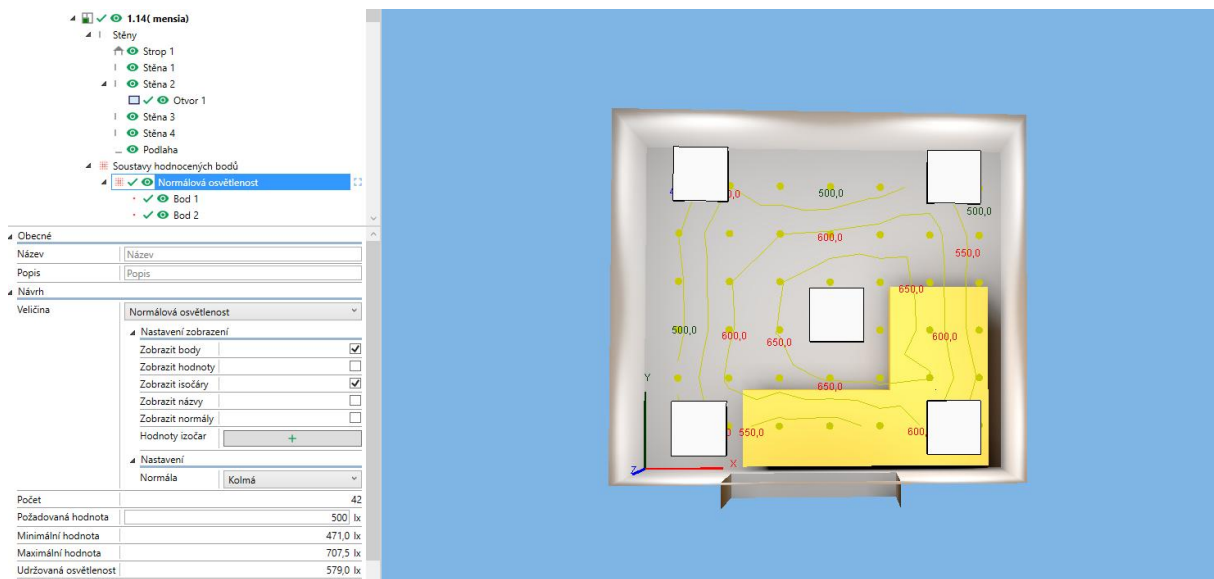 1.14( mensia)
Stěny
Strop 1
Stěna 1
Stěna 2
Otvor 1
Stěna 3
Stěna 4
Podlaha
Soustavy hodnocených bodů
Normálová osvětlenost
Bod 1
Bod 2
Obecné
Název Název
Popis Popis
Návrh
Veličina Normálová osvětlenost
Nastavení zobrazení
Zobrazit body
Zobrazit hodnoty
Zobrazit isočáry
Zobrazit názvy
Zobrazit normály
Hodnoty izočar +
Nastavení
Normála Kolmá
Počet 42
Požadovaná hodnota 500 lx
Minimální hodnota 471,0 lx
Maximální hodnota 707,5 lx
Udržovaná osvětlenost 579,0 lx
500,0
500,0
600,0
550,0
650,0
500,0 600,0 650,0 600,0
650,0
550,0
Y
Z X